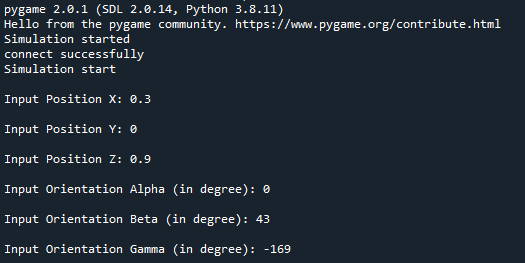 pygame 2.0.1 (SDL 2.0.14, Python 3.8.11)
Hello from the pygame community. https://www.pygame.org/contribute.html
Simulation started
connect successfully
Simulation start
Input Position X: 0.3
Input Position Y: 0
Input Position Z: 0.9
Input Orientation Alpha (in degree): 0
Input Orientation Beta (in degree): 43
Input Orientation Gamma (in degree): -169